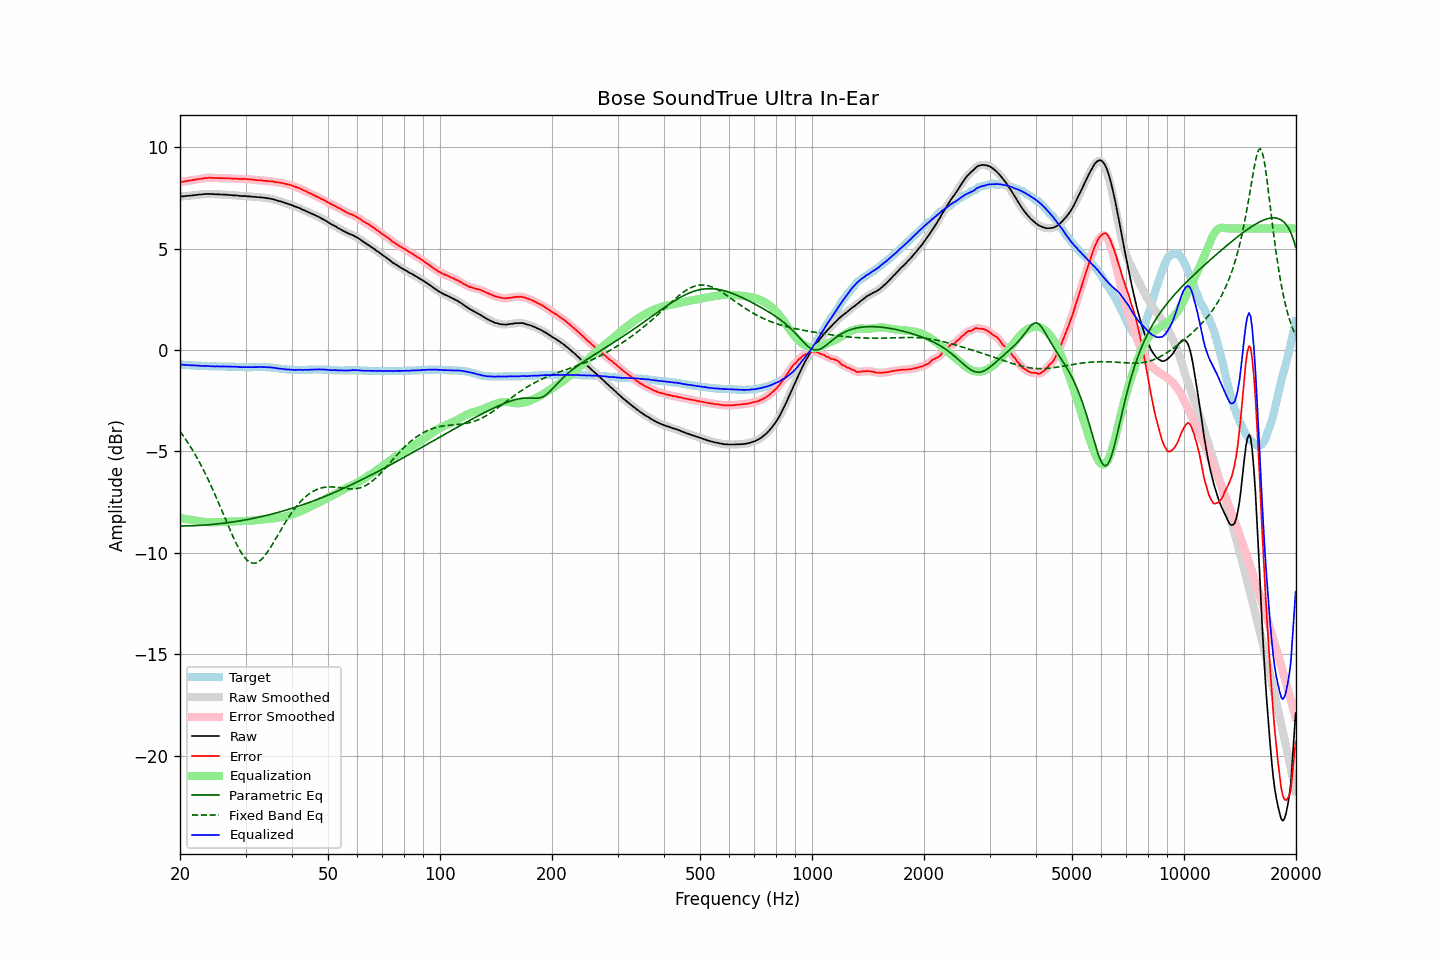 Bose SoundTrue Ultra In-Ear
10
5
0
−5
−10
−15
−20
Amplitude (dBr)
Target
Raw Smoothed
Error Smoothed
Raw
Error
Equalization
Parametric Eq
Fixed Band Eq
Equalized
20 50 100 200 500 1000 2000 5000 10000 20000
Frequency (Hz)